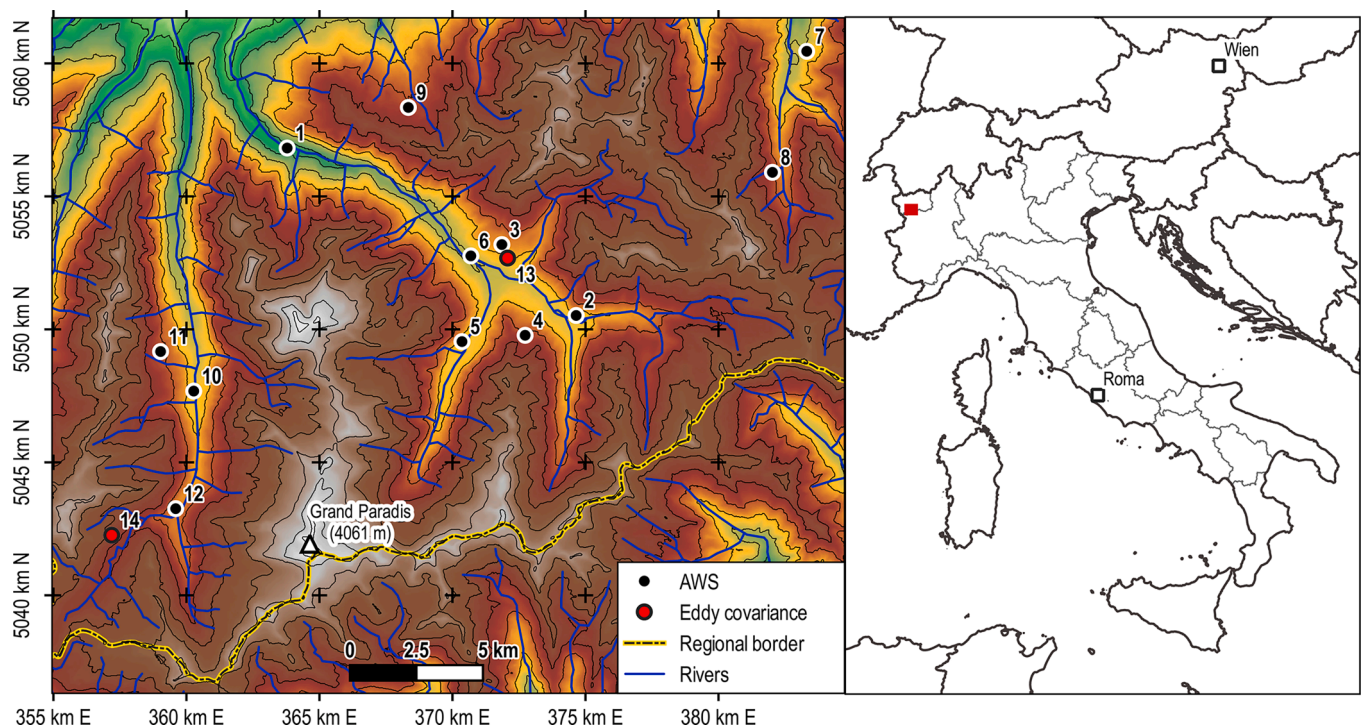 5060 km N
5055 km N
5050 km N
5045 km N
5040 km N
355 km E
360 km E
365 km E
370 km E
375 km E
380 km E
7
9
1
8
3
6
13
2
4
5
11
10
12
14
Grand Paradis
(4061 m)
0 2.5 5 km
AWS
Eddy covariance
Regional border
Rivers
Wien
Roma